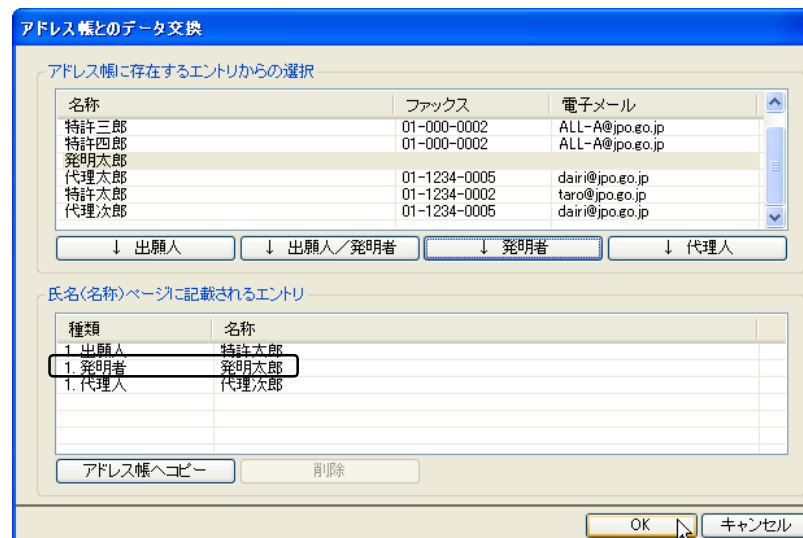 アドレス帳とのデータ交換
アドレス帳に存在するエントリからの選択
名称 ファックス 電子メール
特許三郎 01-000-0002 ALL-A@jpo.go.jp
特許四郎 01-000-0002 ALL-A@jpo.go.jp
発明太郎
代理太郎 01-1234-0005 dairi@jpo.go.jp
特許太郎 01-1234-0002 taro@jpo.go.jp
代理次郎 01-1234-0005 dairi@jpo.go.jp
↓ 出願人 ↓ 出願人／発明者 ↓ 発明者 ↓ 代理人
氏名(名称)ページに記載されるエントリ
種類 名称
1. 出願人 特許太郎
1. 発明者 発明太郎
1. 代理人 代理次郎
アドレス帳へコピー 削除
OK キャンセル